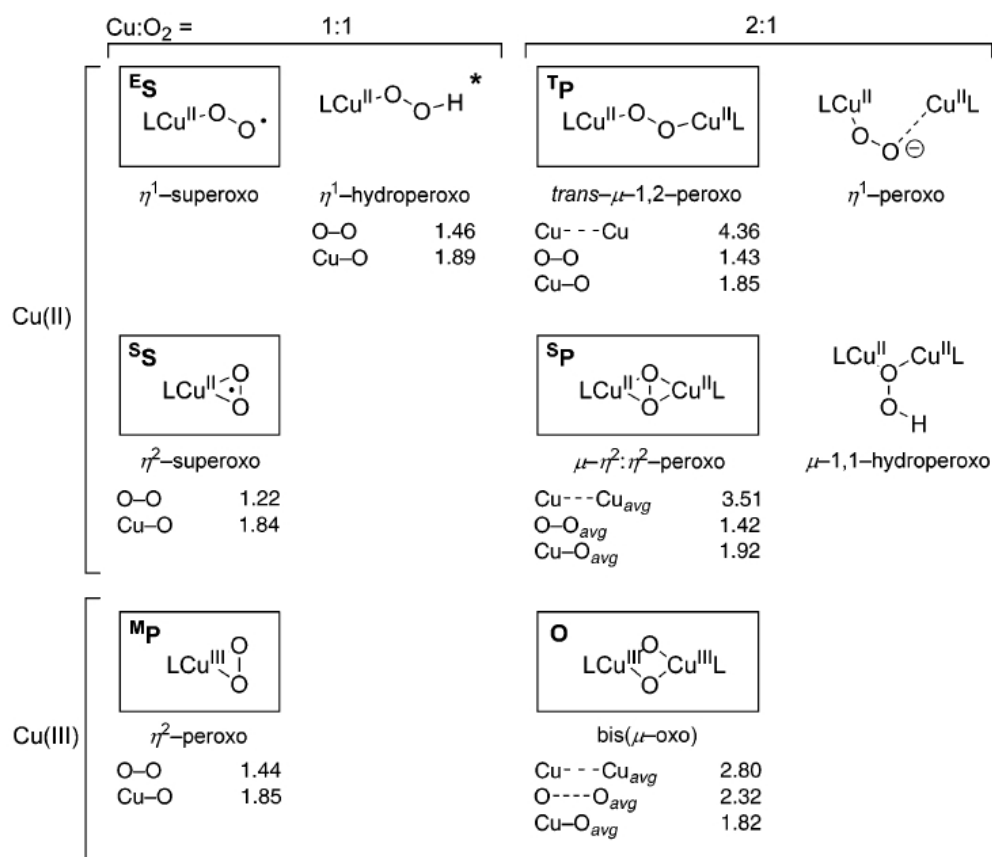 Cu:O₂ = 1:1 2:1
ᴱS LCuᴵᴵ O O •
LCuᴵᴵ O O H *
ᵀP LCuᴵᴵ O O CuᴵᴵL
LCuᴵᴵ O O ⊖ CuᴵᴵL
η¹–superoxo
η¹–hydroperoxo
trans–μ–1,2–peroxo
η¹–peroxo
O–O 1.46
Cu–O 1.89
Cu---Cu 4.36
O–O 1.43
Cu–O 1.85
Cu(II)
ˢS LCuᴵᴵ O O •
ˢP LCuᴵᴵ O O CuᴵᴵL
LCuᴵᴵ O O H CuᴵᴵL
η²–superoxo
μ–η²:η²–peroxo
μ–1,1–hydroperoxo
O–O 1.22
Cu–O 1.84
Cu---Cuavg 3.51
O–Oavg 1.42
Cu–Oavg 1.92
Cu(III)
ᴹP LCuᴵᴵᴵ O O
O LCuᴵᴵᴵ O O CuᴵᴵᴵL
η²–peroxo
bis(μ–oxo)
O–O 1.44
Cu–O 1.85
Cu---Cuavg 2.80
O----Oavg 2.32
Cu–Oavg 1.82